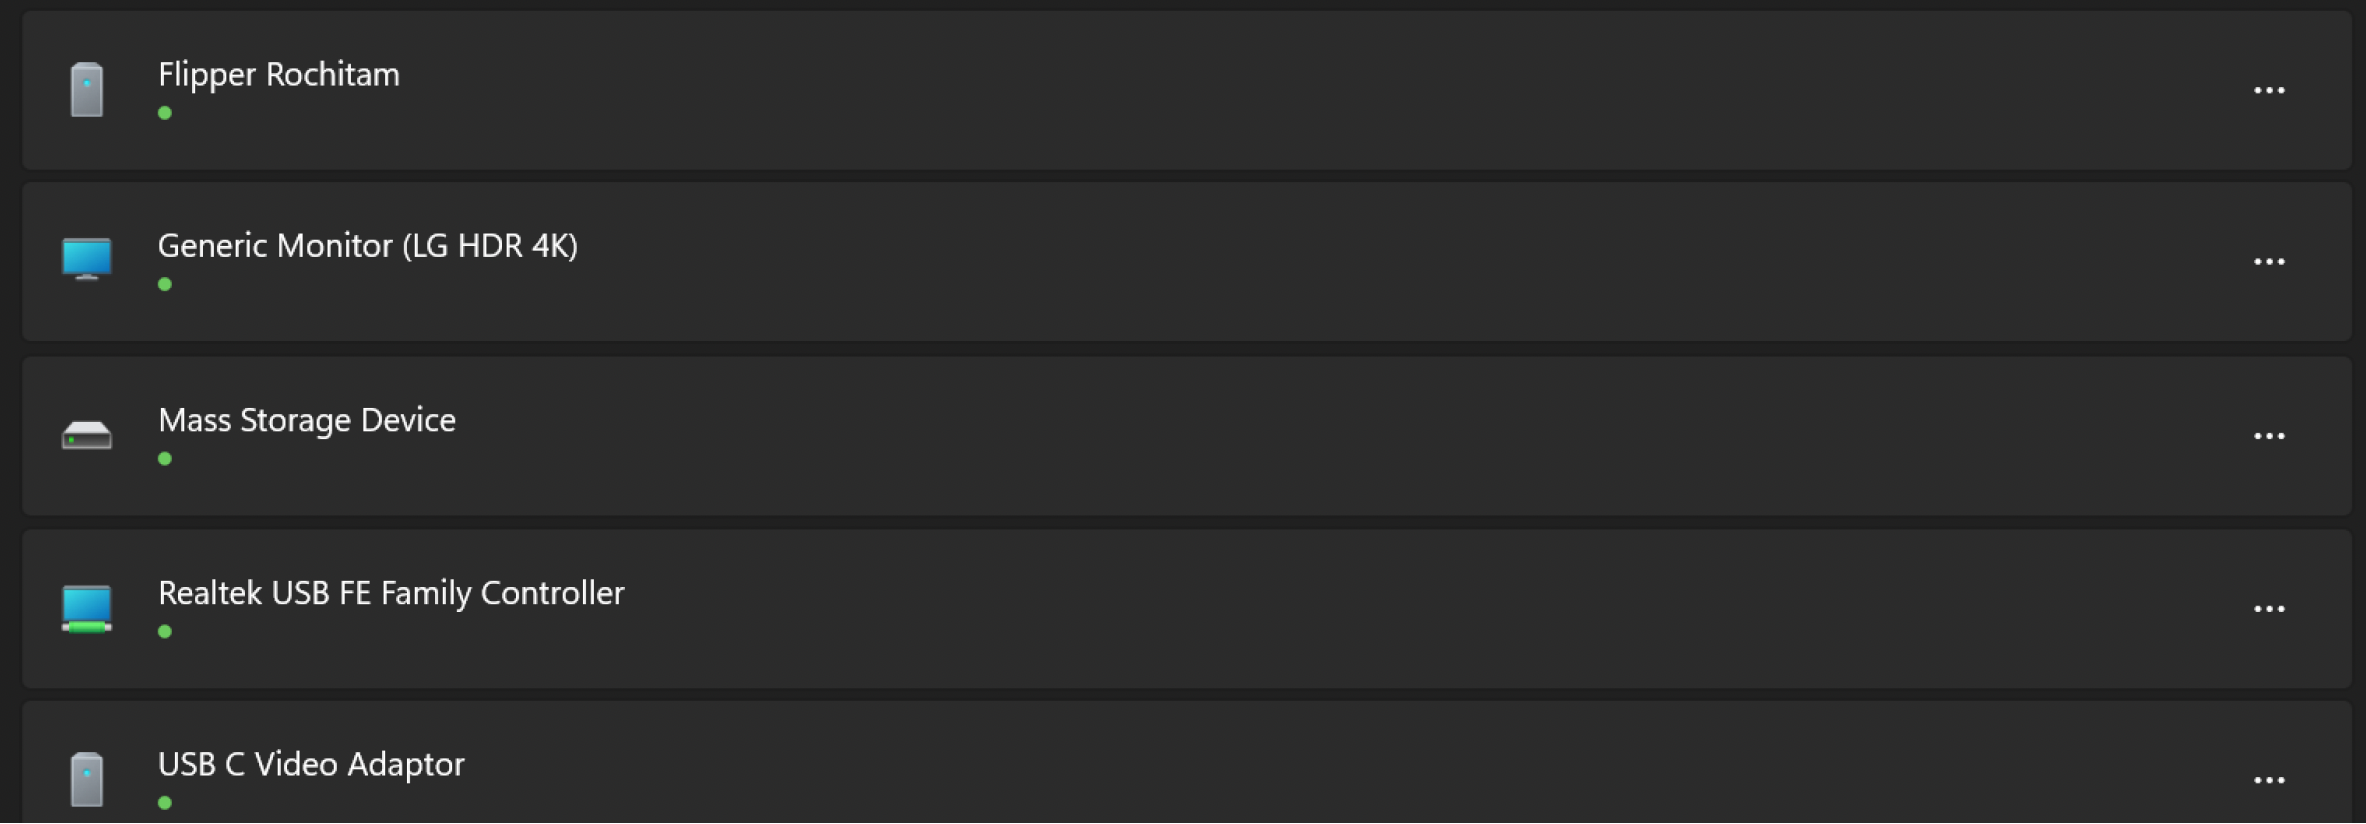 Flipper Rochitam
Generic Monitor (LG HDR 4K)
Mass Storage Device
Realtek USB FE Family Controller
USB C Video Adaptor